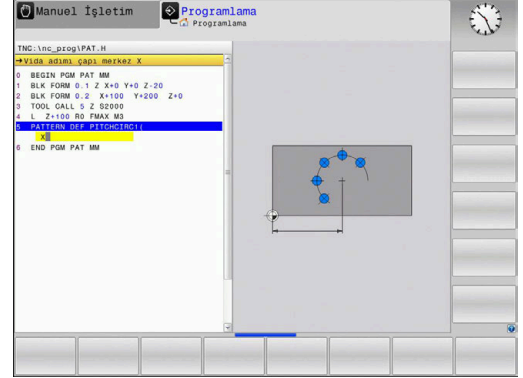 Manuel İşletim
Programlama
Programlama
TNC:\nc_prog\PAT.H
→Vida adımı çapı merkez X
0 BEGIN PGM PAT MM
1 BLK FORM 0.1 Z X+0 Y+0 Z-20
2 BLK FORM 0.2 X+100 Y+200 Z+0
3 TOOL CALL 5 Z S2000
4 L Z+100 R0 FMAX M3
5 PATTERN DEF PITCHCIRC1(
X
6 END PGM PAT MM